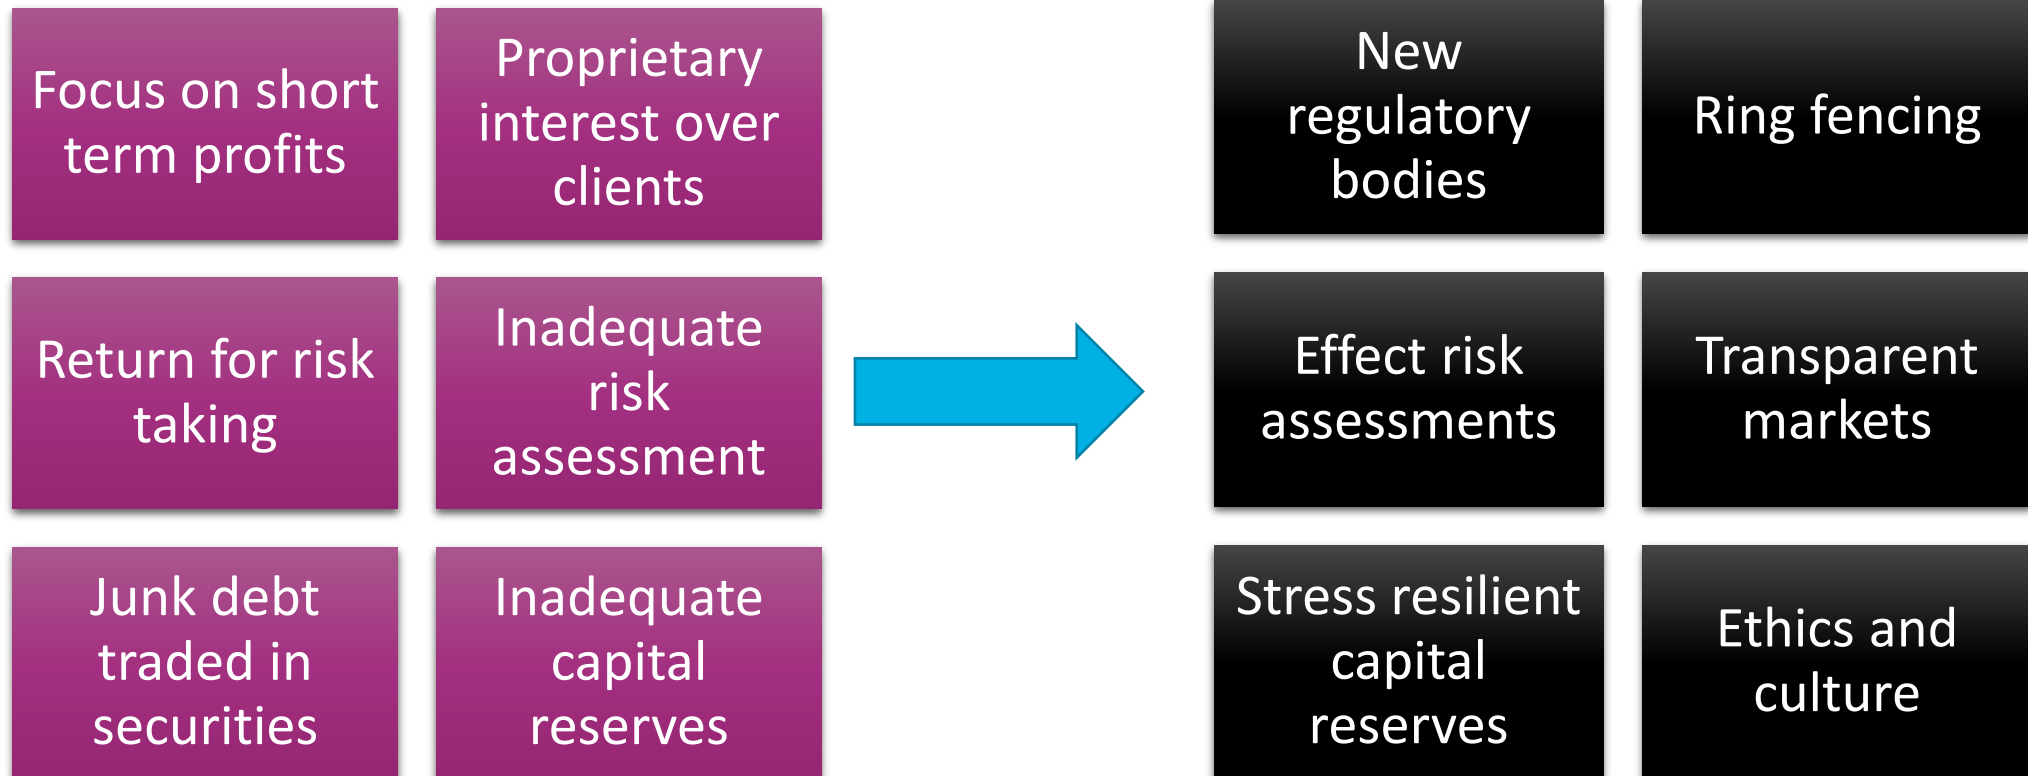 Focus on short
term profits
Proprietary
interest over
clients
New
regulatory
bodies
Ring fencing
Return for risk
taking
Inadequate
risk
assessment
Effect risk
assessments
Transparent
markets
Junk debt
traded in
securities
Inadequate
capital
reserves
Stress resilient
capital
reserves
Ethics and
culture